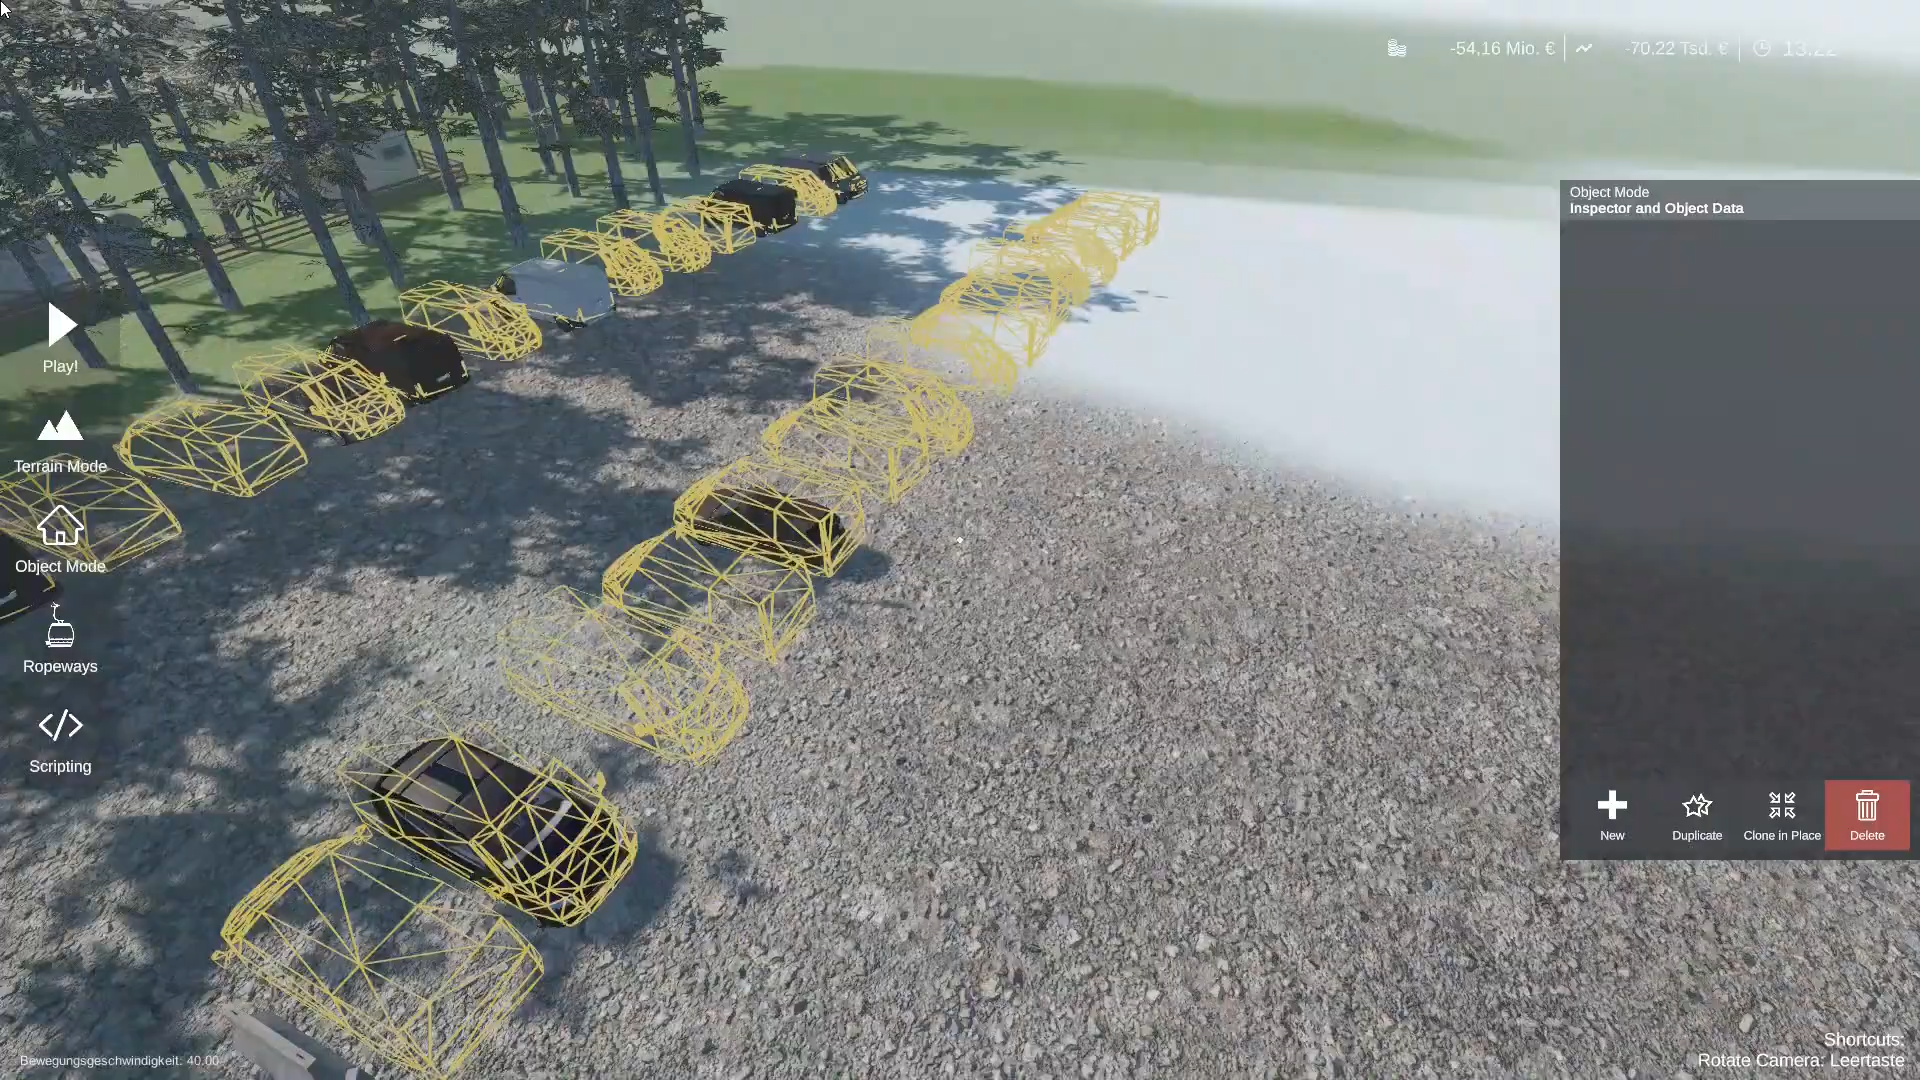 -54,16 Mio. €
-70.22 Tsd. €
13:22
Object Mode
Inspector and Object Data
Play!
Terrain Mode
Object Mode
Ropeways
Scripting
New
Duplicate
Clone in Place
Delete
Bewegungsgeschwindigkeit: 40.00
Shortcuts:
Rotate Camera: Leertaste